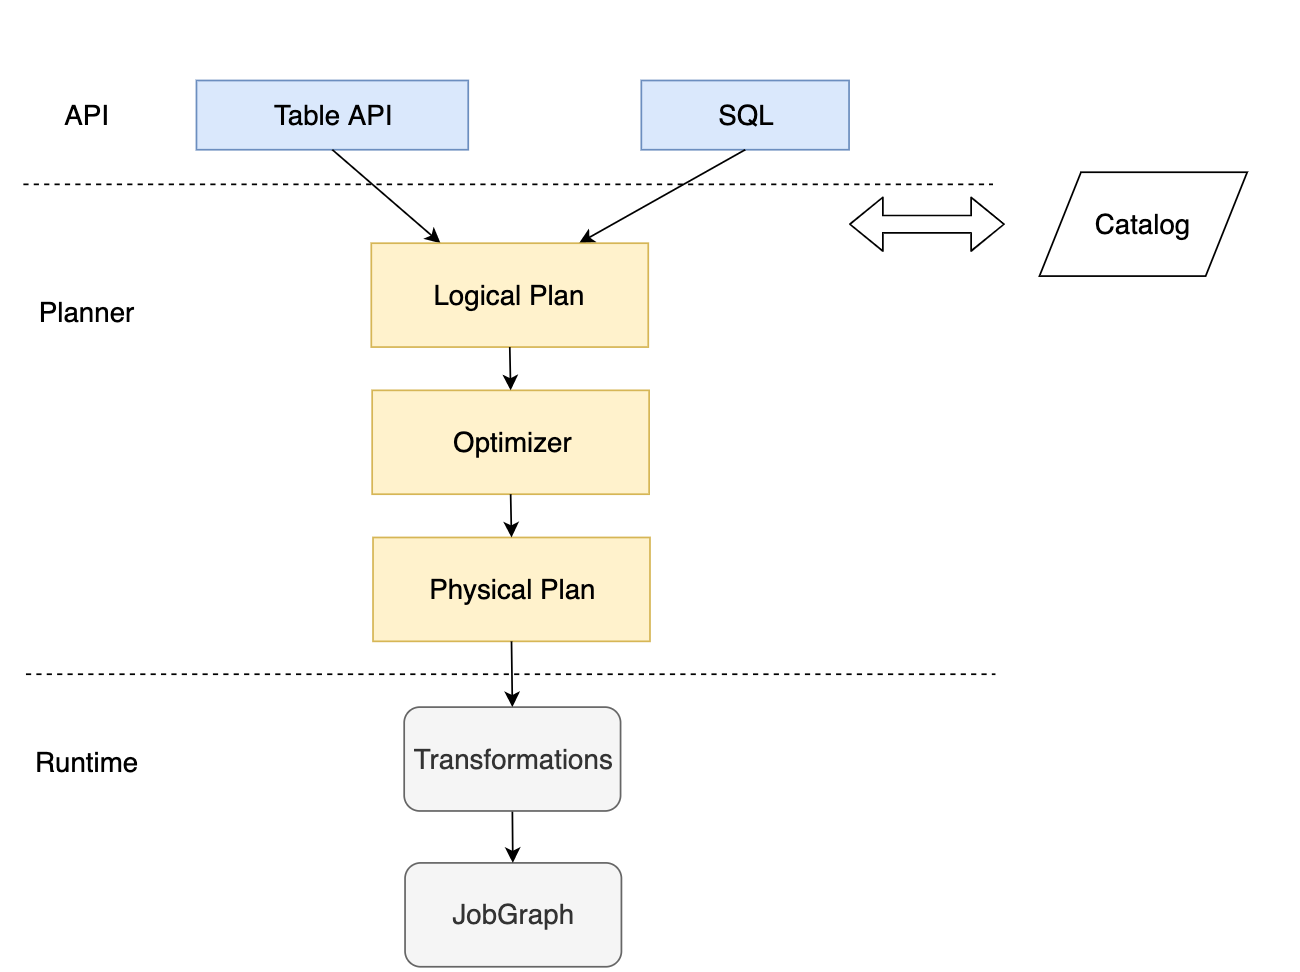 API
Table API
SQL
Catalog
Planner
Logical Plan
Optimizer
Physical Plan
Runtime
Transformations
JobGraph